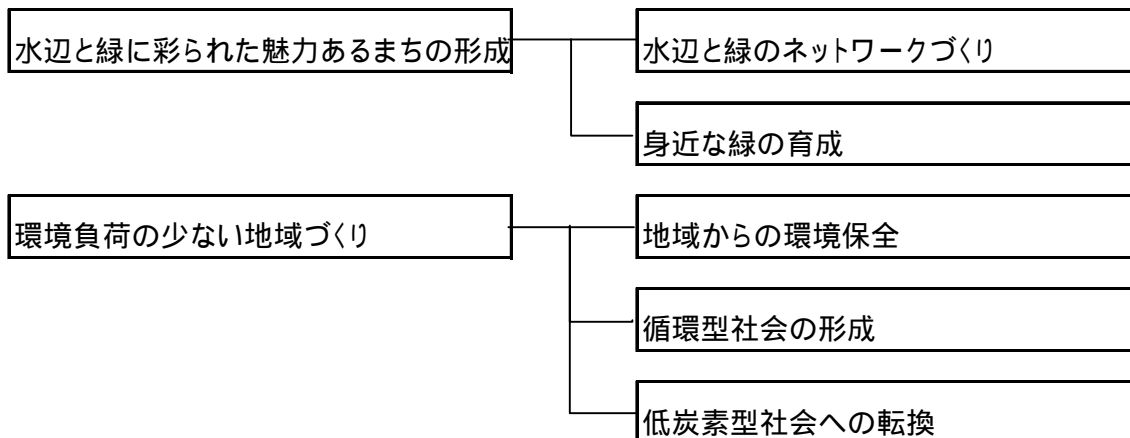 水辺と緑に彩られた魅力あるまちの形成
水辺と緑のネットワークづくり
身近な緑の育成
環境負荷の少ない地域づくり
地域からの環境保全
循環型社会の形成
低炭素型社会への転換